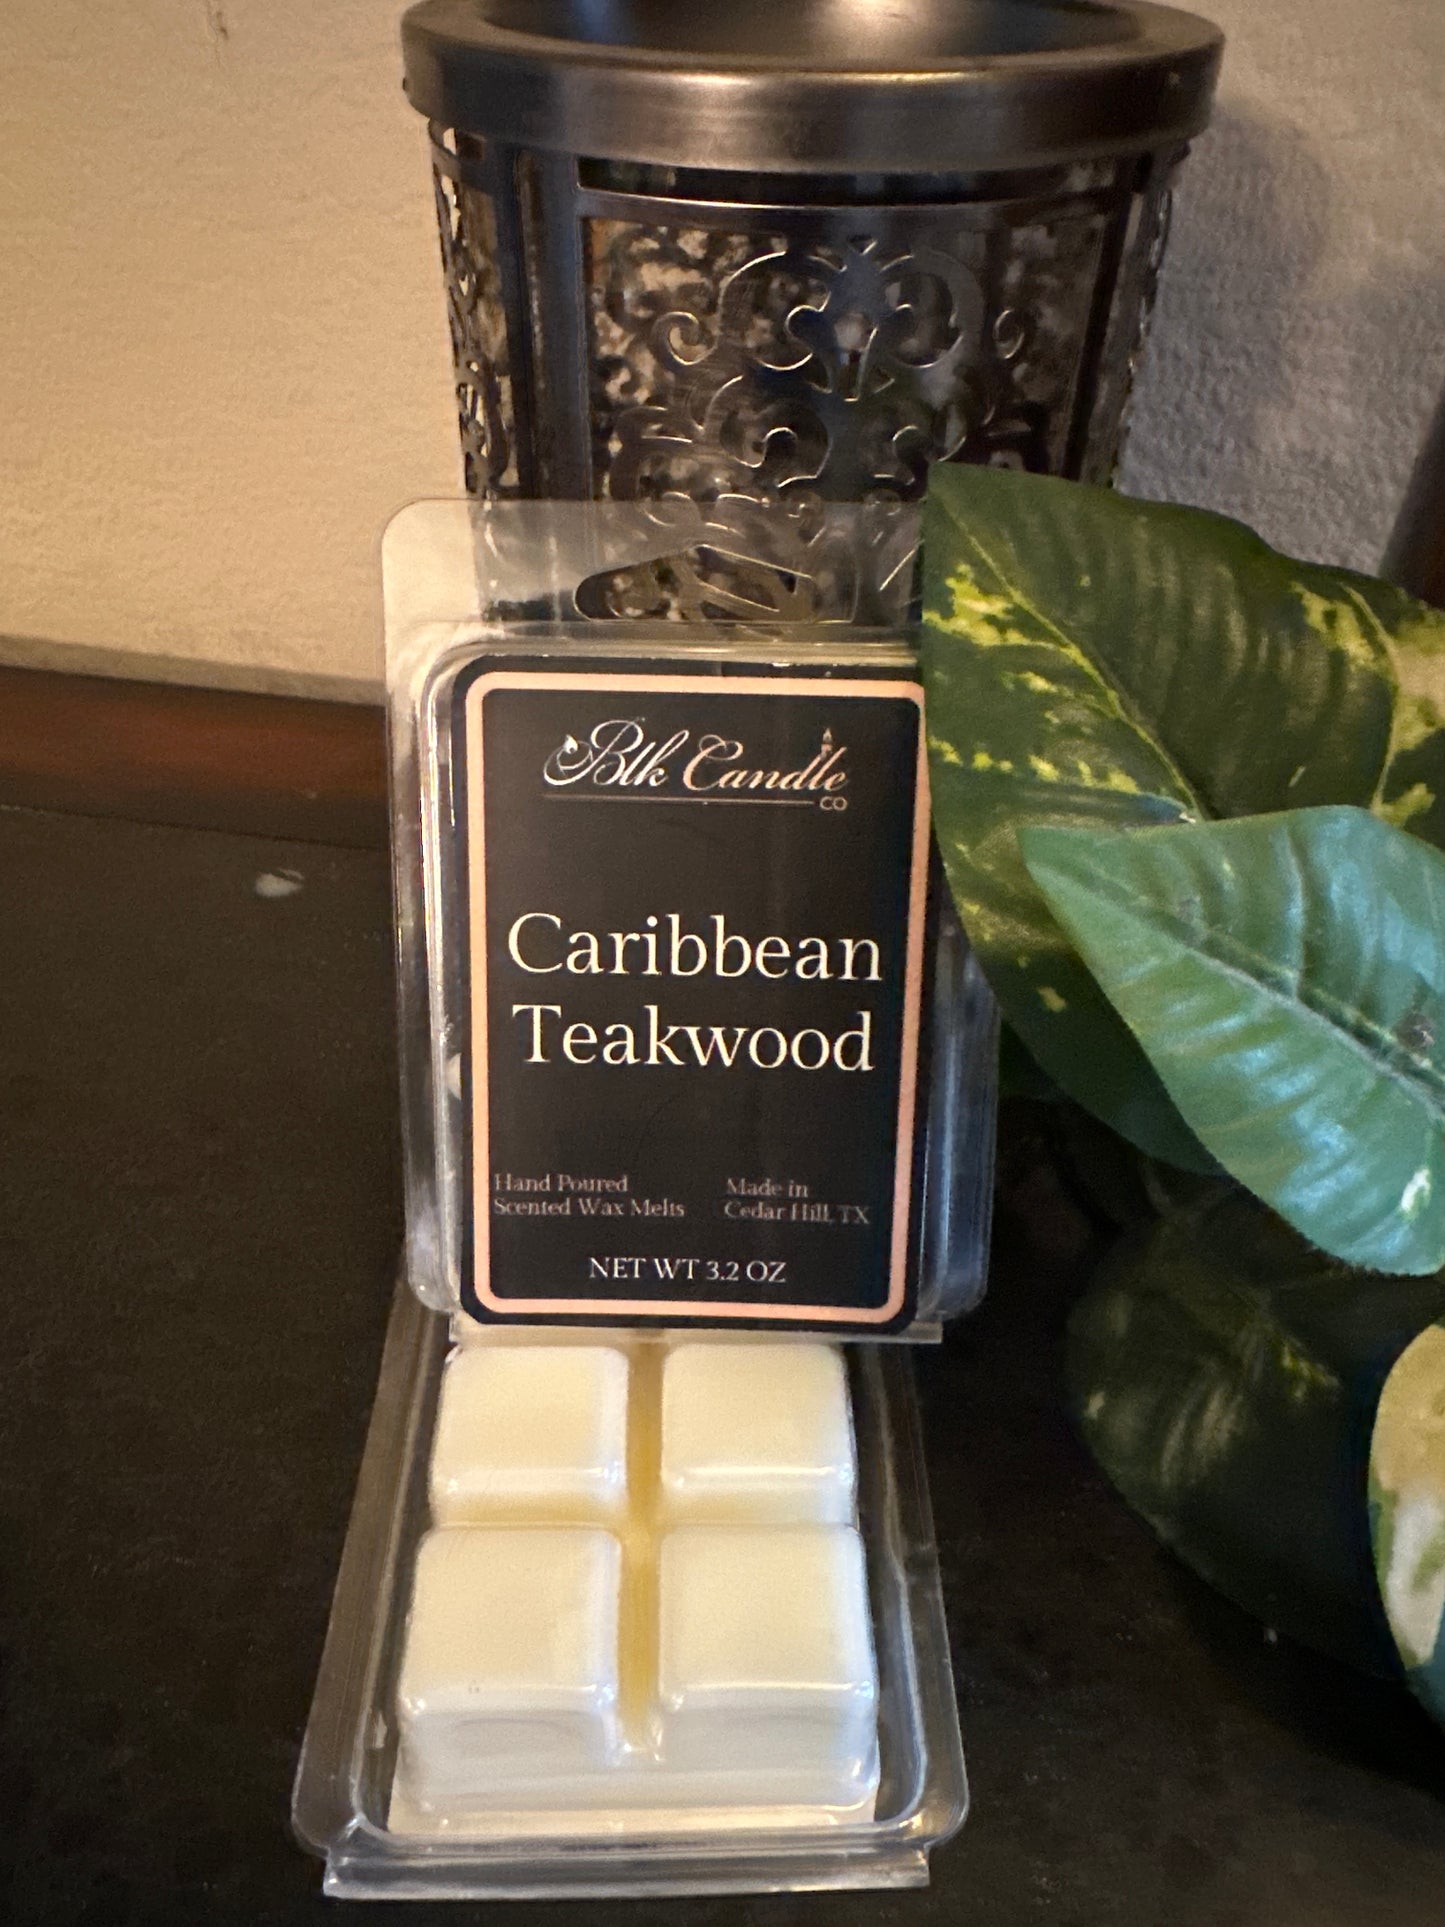 Blk Candle
CO
Caribbean
Teakwood
Hand Poured
Scented Wax Melts
Made in
Cedar Hill, TX
NET WT 3.2 OZ